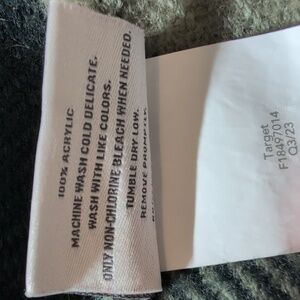 100% ACRYLIC
MACHINE WASH COLD DELICATE.
WASH WITH LIKE COLORS.
ONLY NON-CHLORINE BLEACH WHEN NEEDED.
TUMBLE DRY LOW.
REMOVE PROMPTLY.
Target
F18497014
Q3/23